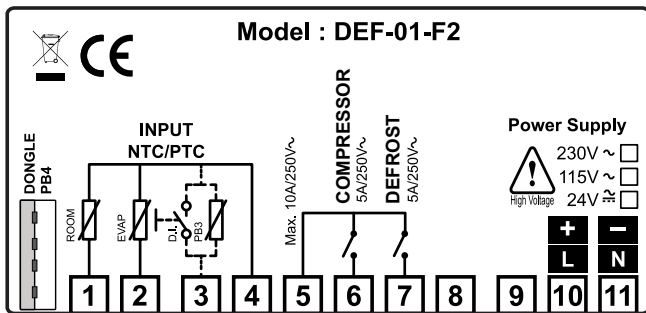 Model : DEF-01-F2
CE
INPUT
NTC/PTC
DONGLE
PB4
ROOM
EVAP
D.I.
PB3
Max. 10A/250V~
COMPRESSOR
5A/250V~
DEFROST
5A/250V~
Power Supply
230V ~
115V ~
24V ≂
High Voltage
+ −
L N
1 2 3 4 5 6 7 8 9 10 11